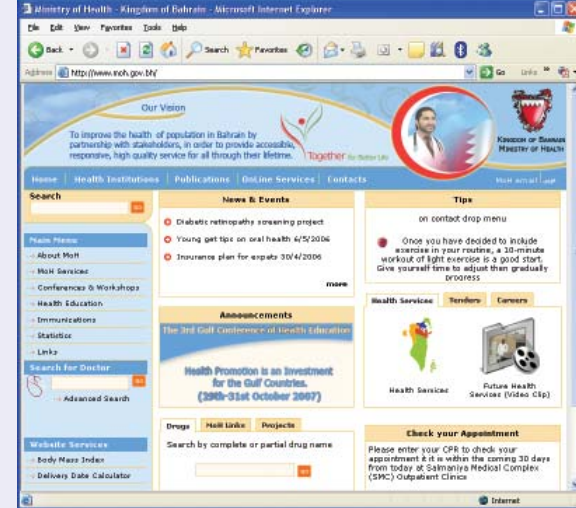 Ministry of Health - Kingdom of Bahrain - Microsoft Internet Explorer
File Edit View Favorites Tools Help
Back Search Favorites
Address http://www.moh.gov.bh/ Go Links
Our Vision
To improve the health of population in Bahrain by
partnership with stakeholders, in order to provide accessible,
responsive, high quality service for all through their lifetime.
Together for Better Life
KINGDOM OF BAHRAIN
MINISTRY OF HEALTH
Home Health Institutions Publications OnLine Services Contacts
Search
Main Menu
About MoH
MoH Services
Conferences & Workshops
Health Education
Immunizations
Statistics
Links
Search for Doctor
Advanced Search
Website Services
Body Mass Index
Delivery Date Calculator
News & Events
Diabetic retinopathy screening project
Young get tips on oral health 6/5/2006
Insurance plan for expats 30/4/2006
more
Announcements
The 3rd Gulf Conference of Health Education
Health Promotion is an Investment
for the Gulf Countries.
(29th-31st October 2007)
Drugs MoH Links Projects
Search by complete or partial drug name
Tips
on contact drop menu
Once you have decided to include
exercise in your routine, a 10-minute
workout of light exercise is a good start.
Give yourself time to adjust then gradually
progress
Health Services Tenders Careers
Health Services
Future Health
Services (Video Clip)
Check your Appointment
Please enter your CPR to check your
appointment it it is within the coming 30 days
from today at Salmaniya Medical Complex
(SMC) Outpatient Clinics
Internet